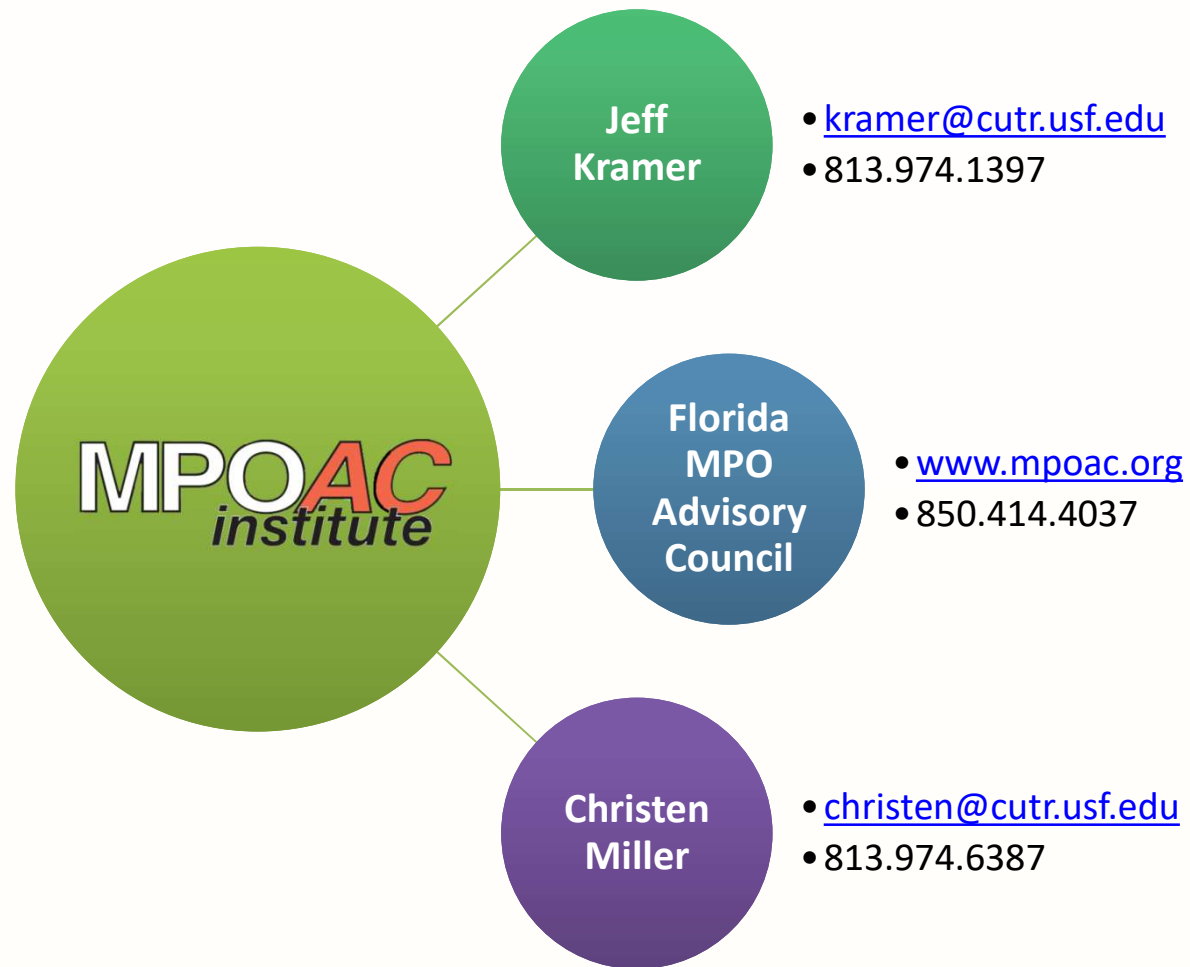 Jeff
Kramer
• kramer@cutr.usf.edu
• 813.974.1397
MPOAC
institute
Florida
MPO
Advisory
Council
• www.mpoac.org
• 850.414.4037
Christen
Miller
• christen@cutr.usf.edu
• 813.974.6387